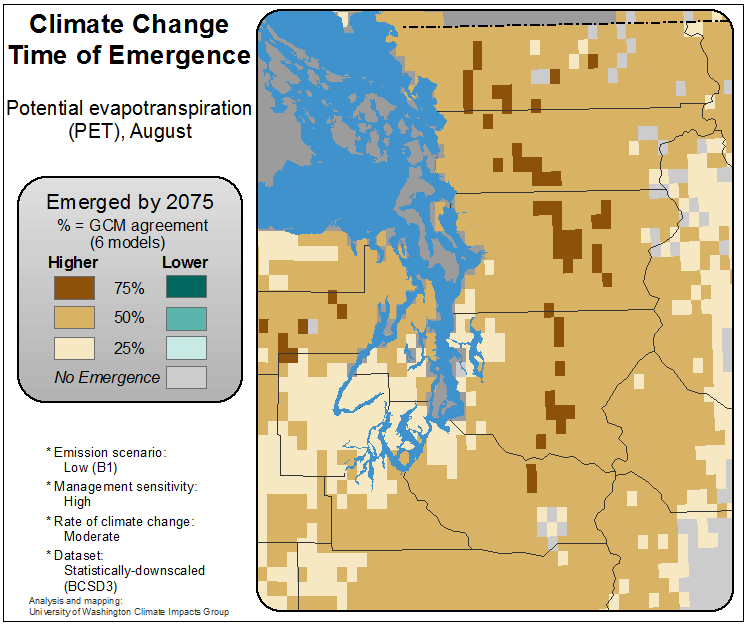 Climate Change
Time of Emergence
Potential evapotranspiration
(PET), August
Emerged by 2075
% = GCM agreement
(6 models)
Higher Lower
75%
50%
25%
No Emergence
* Emission scenario:
Low (B1)
* Management sensitivity:
High
* Rate of climate change:
Moderate
* Dataset:
Statistically-downscaled
(BCSD3)
Analysis and mapping:
University of Washington Climate Impacts Group